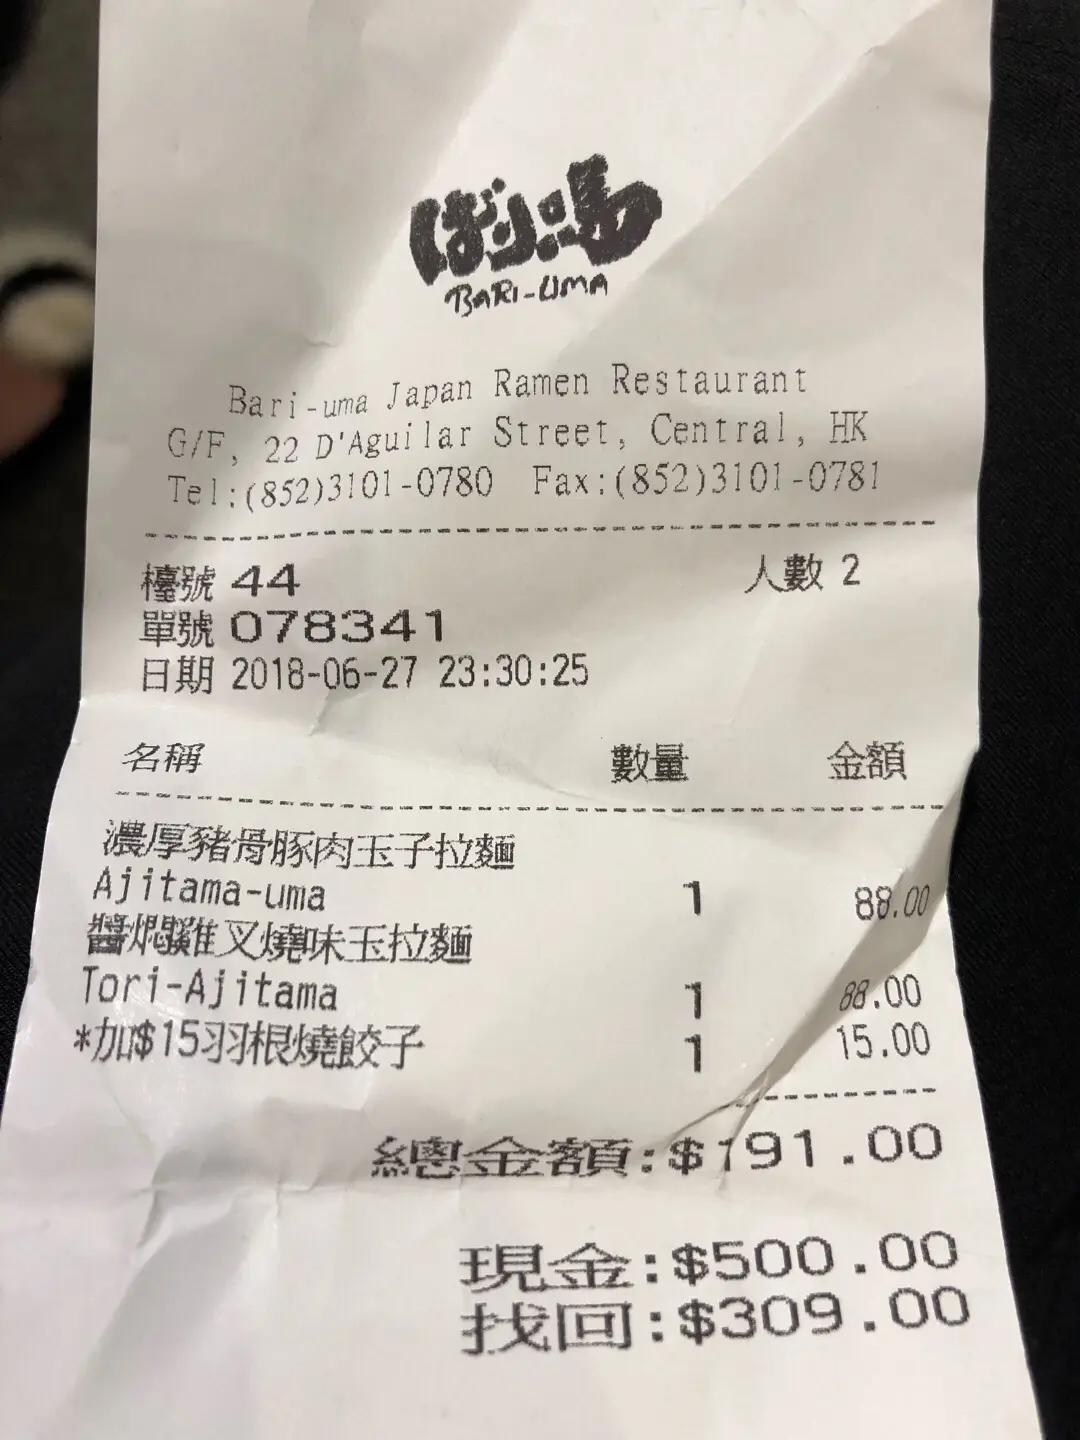 ばり馬
BARI-UMA
Bari-uma Japan Ramen Restaurant
G/F, 22 D'Aguilar Street, Central, HK
Tel:(852)3101-0780 Fax:(852)3101-0781
檯號 44 人數 2
單號 078341
日期 2018-06-27 23:30:25
名稱 數量 金額
濃厚豬骨豚肉玉子拉麵
Ajitama-uma 1 88.00
醬燜雞叉燒味玉拉麵
Tori-Ajitama 1 88.00
*加$15羽根燒餃子 1 15.00
總金額:$191.00
現金:$500.00
找回:$309.00